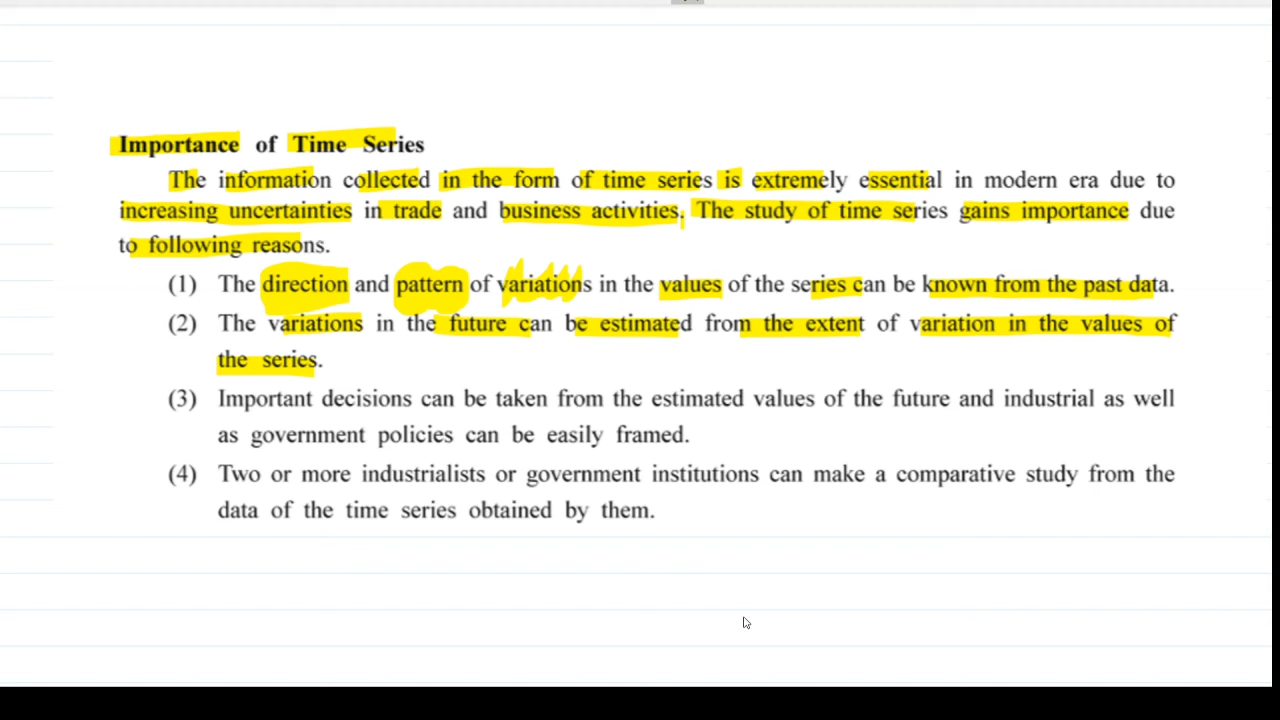 Importance of Time Series
The information collected in the form of time series is extremely essential in modern era due to
increasing uncertainties in trade and business activities. The study of time series gains importance due
to following reasons.
(1) The direction and pattern of variations in the values of the series can be known from the past data.
(2) The variations in the future can be estimated from the extent of variation in the values of
the series.
(3) Important decisions can be taken from the estimated values of the future and industrial as well
as government policies can be easily framed.
(4) Two or more industrialists or government institutions can make a comparative study from the
data of the time series obtained by them.